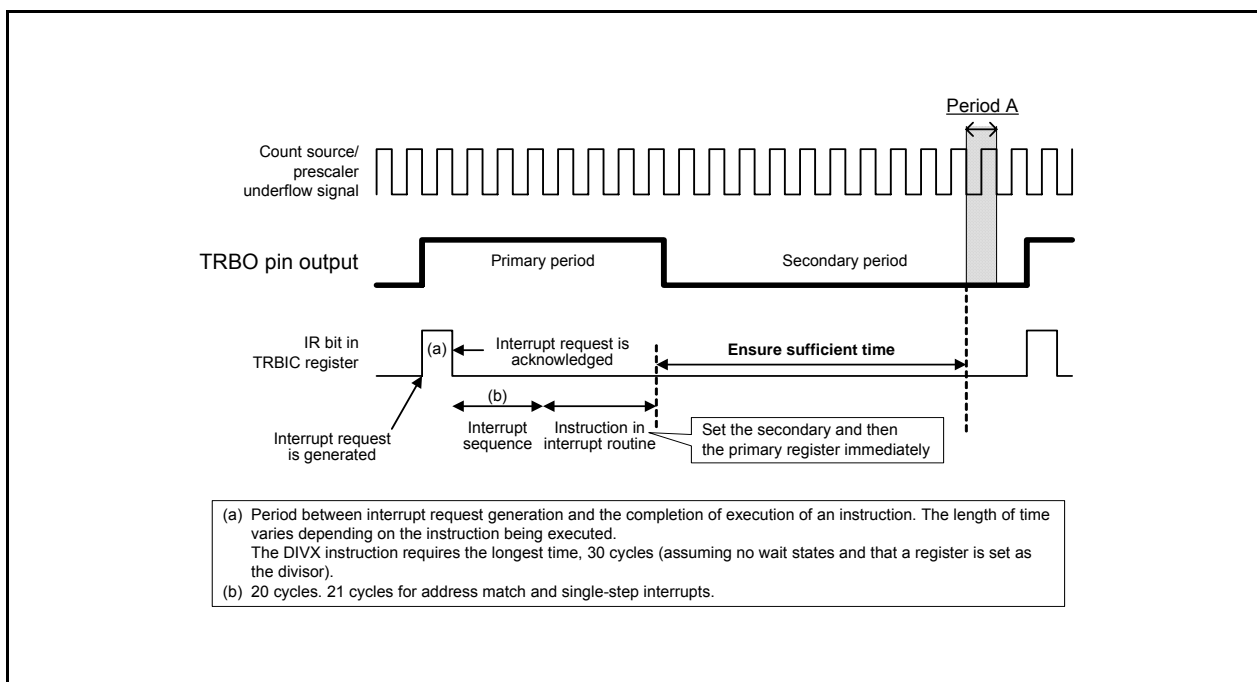 Period A
Count source/
prescaler
underflow signal
TRBO pin output
Primary period
Secondary period
IR bit in
TRBIC register
(a)
Interrupt request is
acknowledged
Ensure sufficient time
(b)
Interrupt request
is generated
Interrupt
sequence
Instruction in
interrupt routine
Set the secondary and then
the primary register immediately
(a) Period between interrupt request generation and the completion of execution of an instruction. The length of time
varies depending on the instruction being executed.
The DIVX instruction requires the longest time, 30 cycles (assuming no wait states and that a register is set as
the divisor).
(b) 20 cycles. 21 cycles for address match and single-step interrupts.